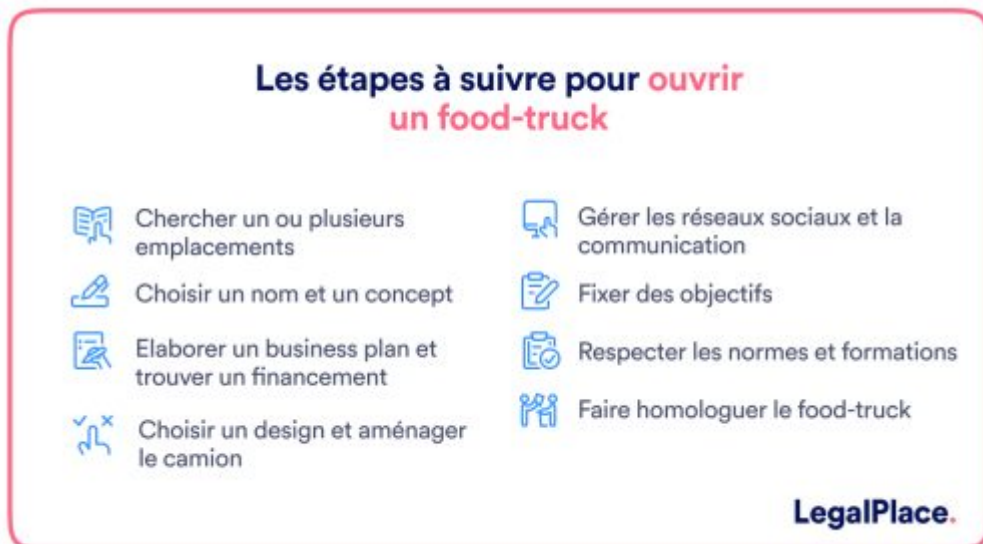 Les étapes à suivre pour ouvrir
un food-truck
Chercher un ou plusieurs
emplacements
Choisir un nom et un concept
Elaborer un business plan et
trouver un financement
Choisir un design et aménager
le camion
Gérer les réseaux sociaux et la
communication
Fixer des objectifs
Respecter les normes et formations
Faire homologuer le food-truck
LegalPlace.